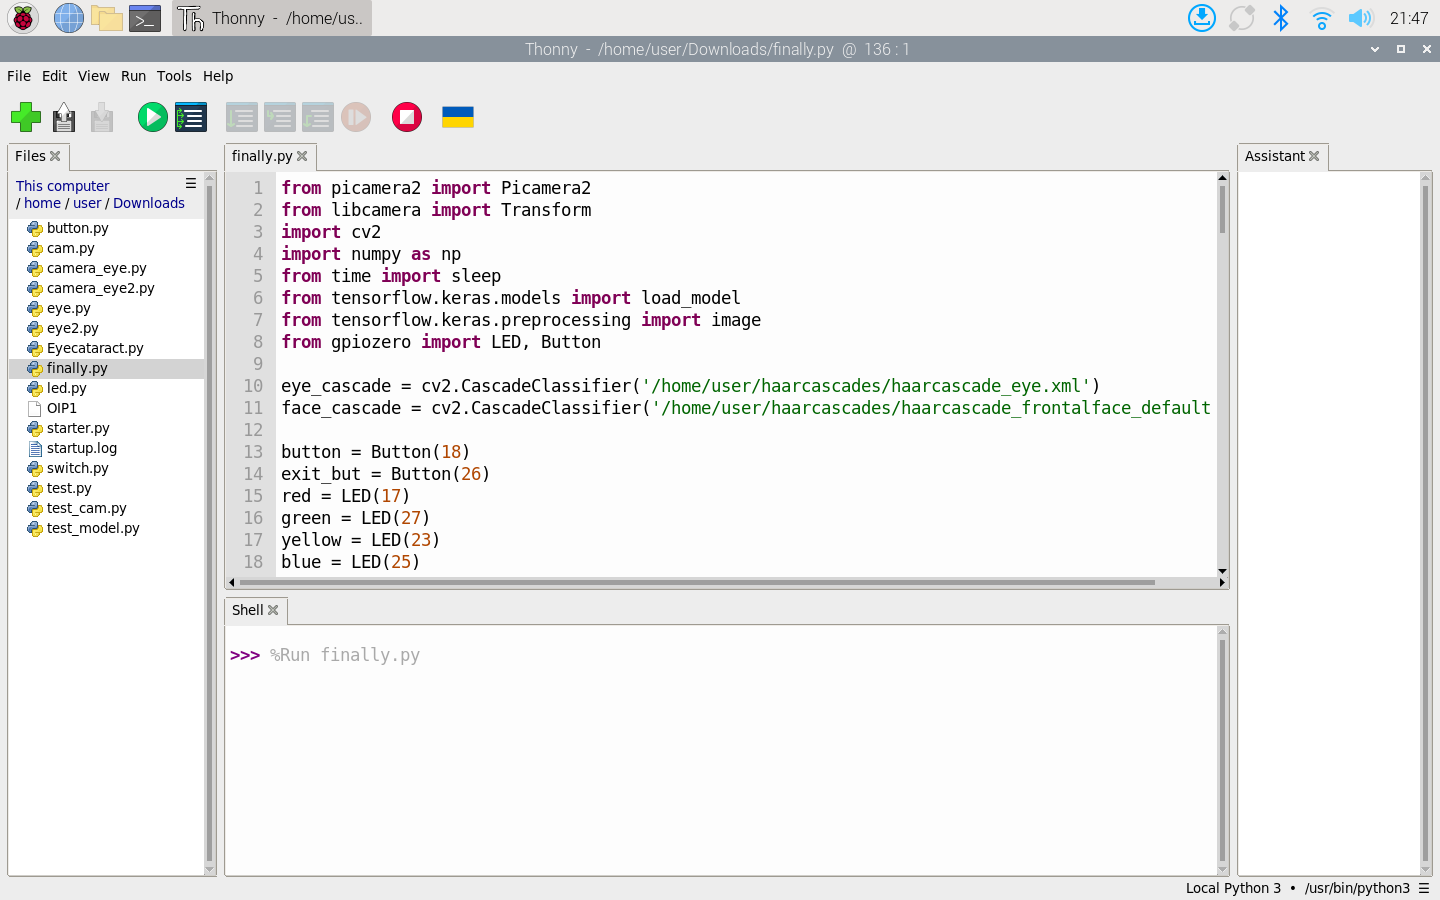 Thonny - /home/us..
21:47
Thonny - /home/user/Downloads/finally.py @ 136 : 1
File Edit View Run Tools Help
Files
This computer
/ home / user / Downloads
button.py
cam.py
camera_eye.py
camera_eye2.py
eye.py
eye2.py
Eyecataract.py
finally.py
led.py
OIP1
starter.py
startup.log
switch.py
test.py
test_cam.py
test_model.py
finally.py
1 from picamera2 import Picamera2
2 from libcamera import Transform
3 import cv2
4 import numpy as np
5 from time import sleep
6 from tensorflow.keras.models import load_model
7 from tensorflow.keras.preprocessing import image
8 from gpiozero import LED, Button
9
10 eye_cascade = cv2.CascadeClassifier('/home/user/haarcascades/haarcascade_eye.xml')
11 face_cascade = cv2.CascadeClassifier('/home/user/haarcascades/haarcascade_frontalface_default
12
13 button = Button(18)
14 exit_but = Button(26)
15 red = LED(17)
16 green = LED(27)
17 yellow = LED(23)
18 blue = LED(25)
Shell
>>> %Run finally.py
Assistant
Local Python 3 • /usr/bin/python3 ☰